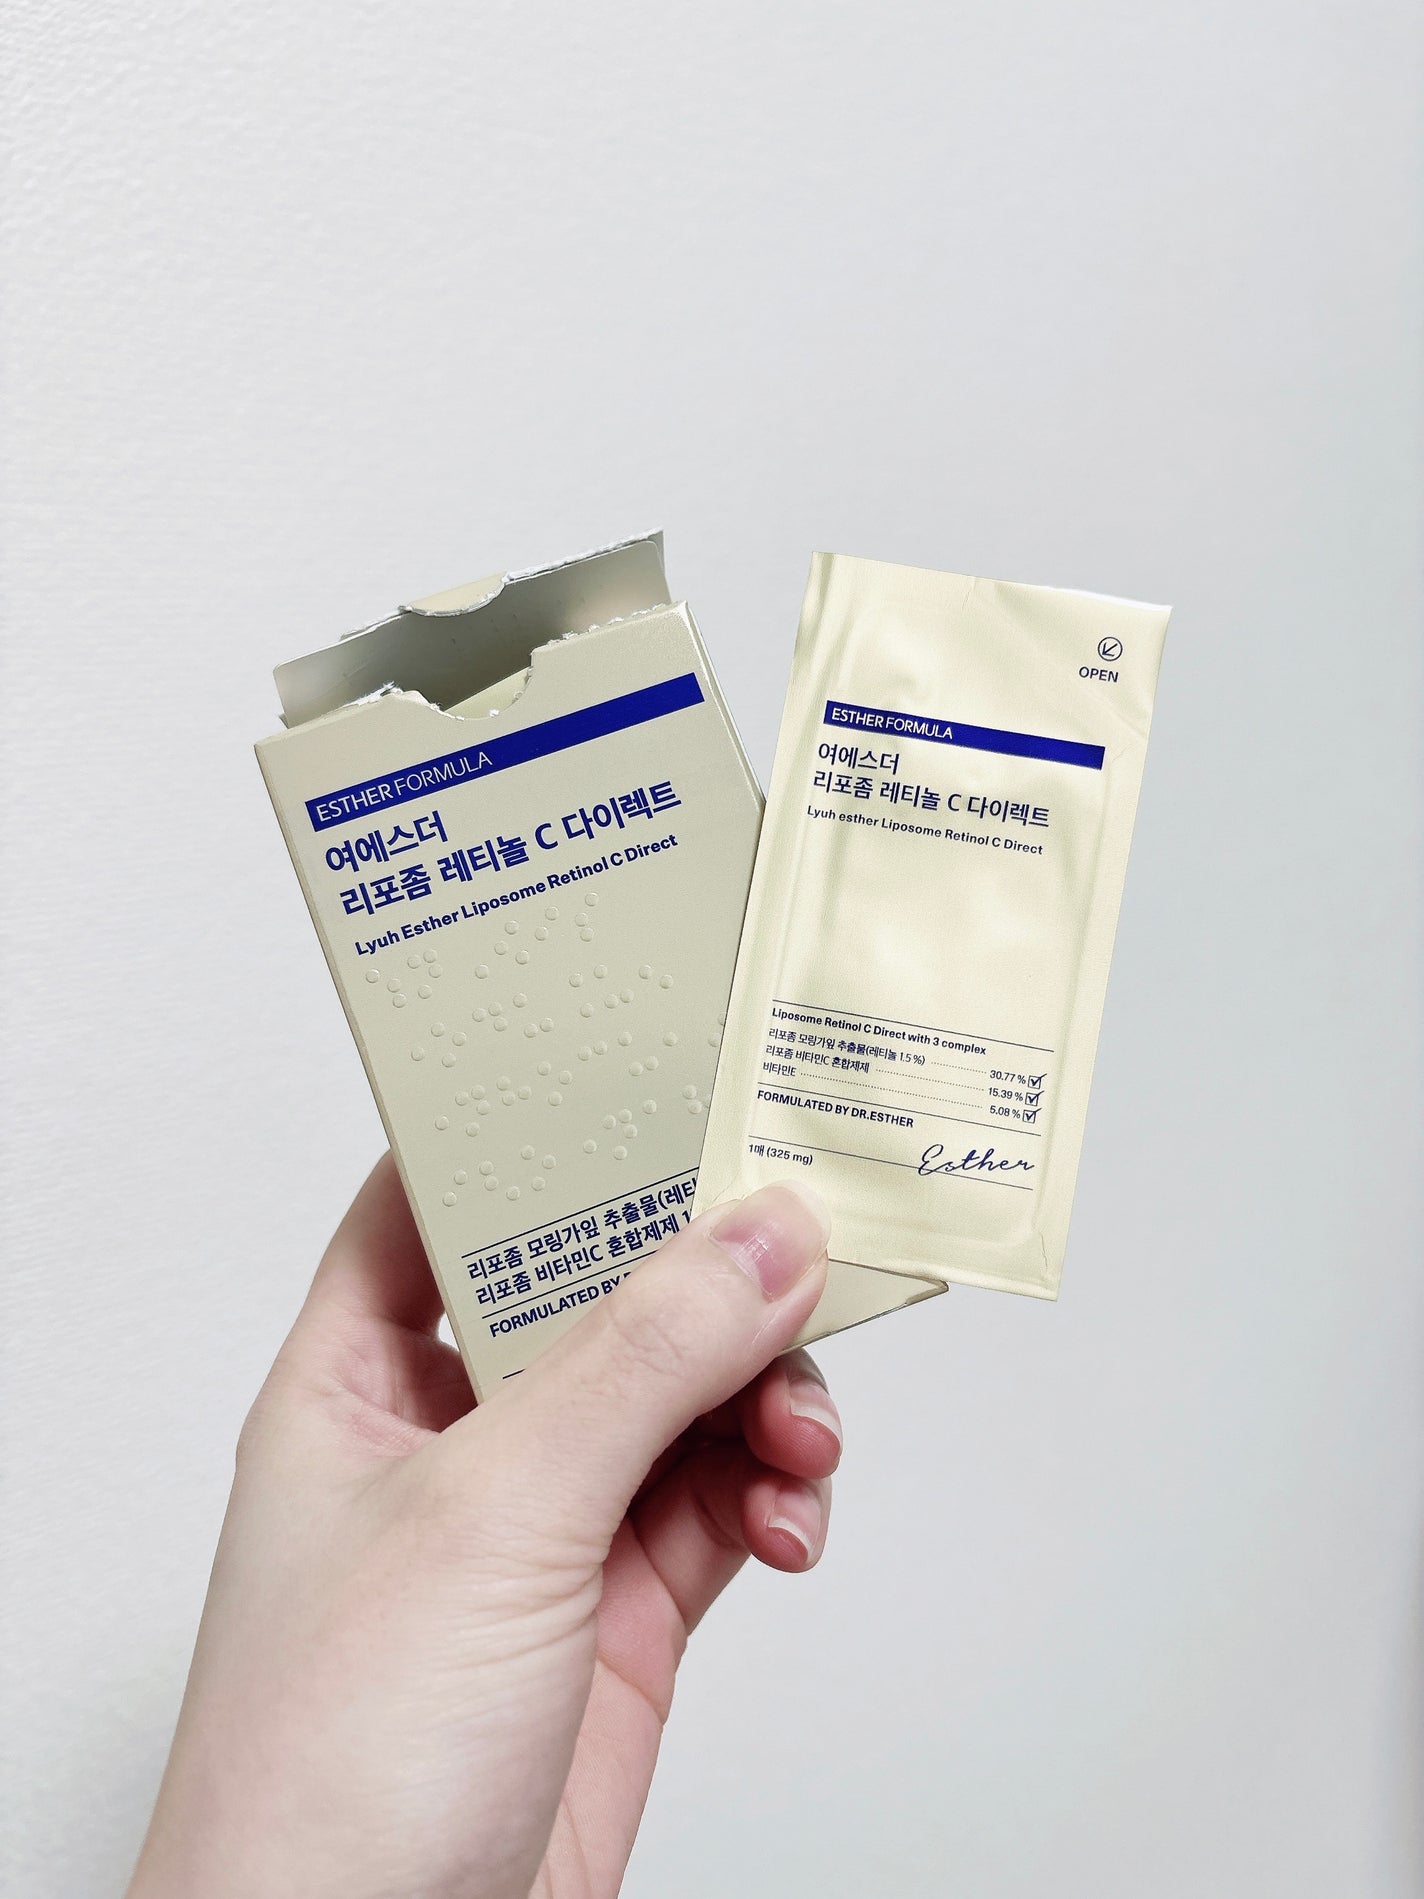 ESTHER FORMULA
여에스더
리포좀 레티놀 C 다이렉트
Lyuh Esther Liposome Retinol C Direct
리포좀 모링가잎 추출물(레티
리포좀 비타민C 혼합제제 1
FORMULATED BY
OPEN
ESTHER FORMULA
여에스더
리포좀 레티놀 C 다이렉트
Lyuh esther Liposome Retinol C Direct
Liposome Retinol C Direct with 3 complex
리포좀 모링가잎 추출물(레티놀 1.5 %) 30.77 %
리포좀 비타민C 혼합제제 15.39 %
비타민E 5.08 %
FORMULATED BY DR.ESTHER
1매 (325 mg)
Esther